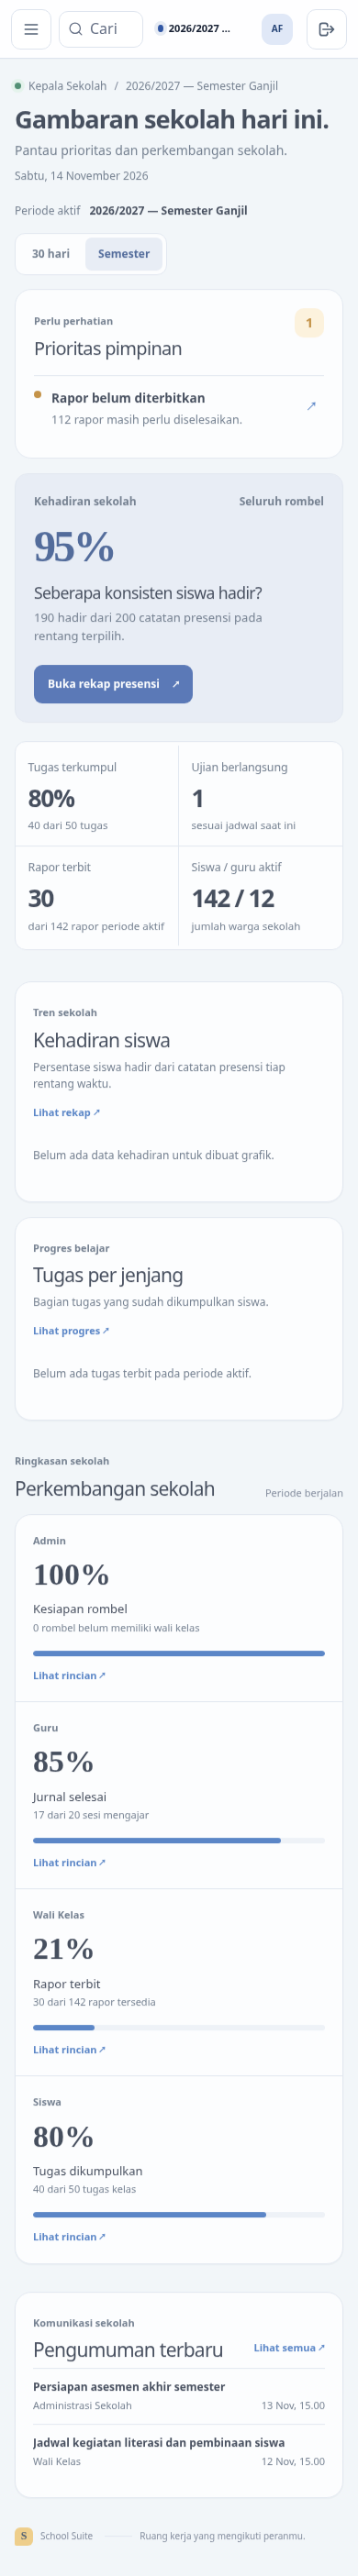 Cari
2026/2027 ...
AF
Kepala Sekolah / 2026/2027 — Semester Ganjil
Gambaran sekolah hari ini.
Pantau prioritas dan perkembangan sekolah.
Sabtu, 14 November 2026
Periode aktif 2026/2027 — Semester Ganjil
30 hari Semester
Perlu perhatian
1
Prioritas pimpinan
Rapor belum diterbitkan ↗
112 rapor masih perlu diselesaikan.
Kehadiran sekolah Seluruh rombel
95%
Seberapa konsisten siswa hadir?
190 hadir dari 200 catatan presensi pada
rentang terpilih.
Buka rekap presensi ↗
Tugas terkumpul
80%
40 dari 50 tugas
Ujian berlangsung
1
sesuai jadwal saat ini
Rapor terbit
30
dari 142 rapor periode aktif
Siswa / guru aktif
142 / 12
jumlah warga sekolah
Tren sekolah
Kehadiran siswa
Persentase siswa hadir dari catatan presensi tiap
rentang waktu.
Lihat rekap ↗
Belum ada data kehadiran untuk dibuat grafik.
Progres belajar
Tugas per jenjang
Bagian tugas yang sudah dikumpulkan siswa.
Lihat progres ↗
Belum ada tugas terbit pada periode aktif.
Ringkasan sekolah
Perkembangan sekolah Periode berjalan
Admin
100%
Kesiapan rombel
0 rombel belum memiliki wali kelas
Lihat rincian ↗
Guru
85%
Jurnal selesai
17 dari 20 sesi mengajar
Lihat rincian ↗
Wali Kelas
21%
Rapor terbit
30 dari 142 rapor tersedia
Lihat rincian ↗
Siswa
80%
Tugas dikumpulkan
40 dari 50 tugas kelas
Lihat rincian ↗
Komunikasi sekolah
Pengumuman terbaru Lihat semua ↗
Persiapan asesmen akhir semester
Administrasi Sekolah 13 Nov, 15.00
Jadwal kegiatan literasi dan pembinaan siswa
Wali Kelas 12 Nov, 15.00
S School Suite Ruang kerja yang mengikuti peranmu.